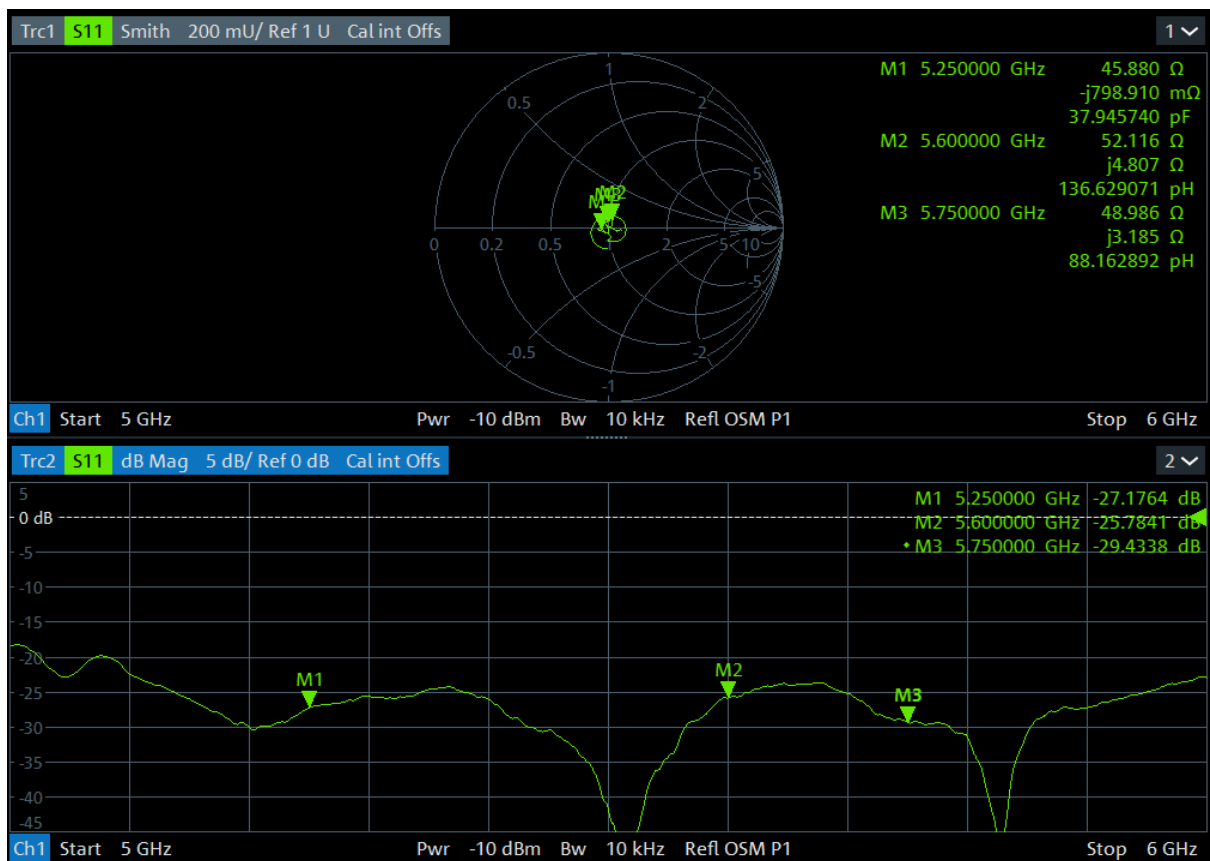 Trc1 S11 Smith 200 mU/ Ref 1 U Cal int Offs 1
M1 5.250000 GHz 45.880 Ω
-j798.910 mΩ
37.945740 pF
M2 5.600000 GHz 52.116 Ω
j4.807 Ω
136.629071 pH
M3 5.750000 GHz 48.986 Ω
j3.185 Ω
88.162892 pH
1
0.5 2
5
M2
0 0.2 0.5 1 2 5 10
-5
-0.5 -2
-1
Ch1 Start 5 GHz Pwr -10 dBm Bw 10 kHz Refl OSM P1 Stop 6 GHz
Trc2 S11 dB Mag 5 dB/ Ref 0 dB Cal int Offs 2
M1 5.250000 GHz -27.1764 dB
M2 5.600000 GHz -25.7841 dB
•M3 5.750000 GHz -29.4338 dB
5
0 dB
-5
-10
-15
-20
-25
-30
-35
-40
-45
M1
M2
M3
Ch1 Start 5 GHz Pwr -10 dBm Bw 10 kHz Refl OSM P1 Stop 6 GHz